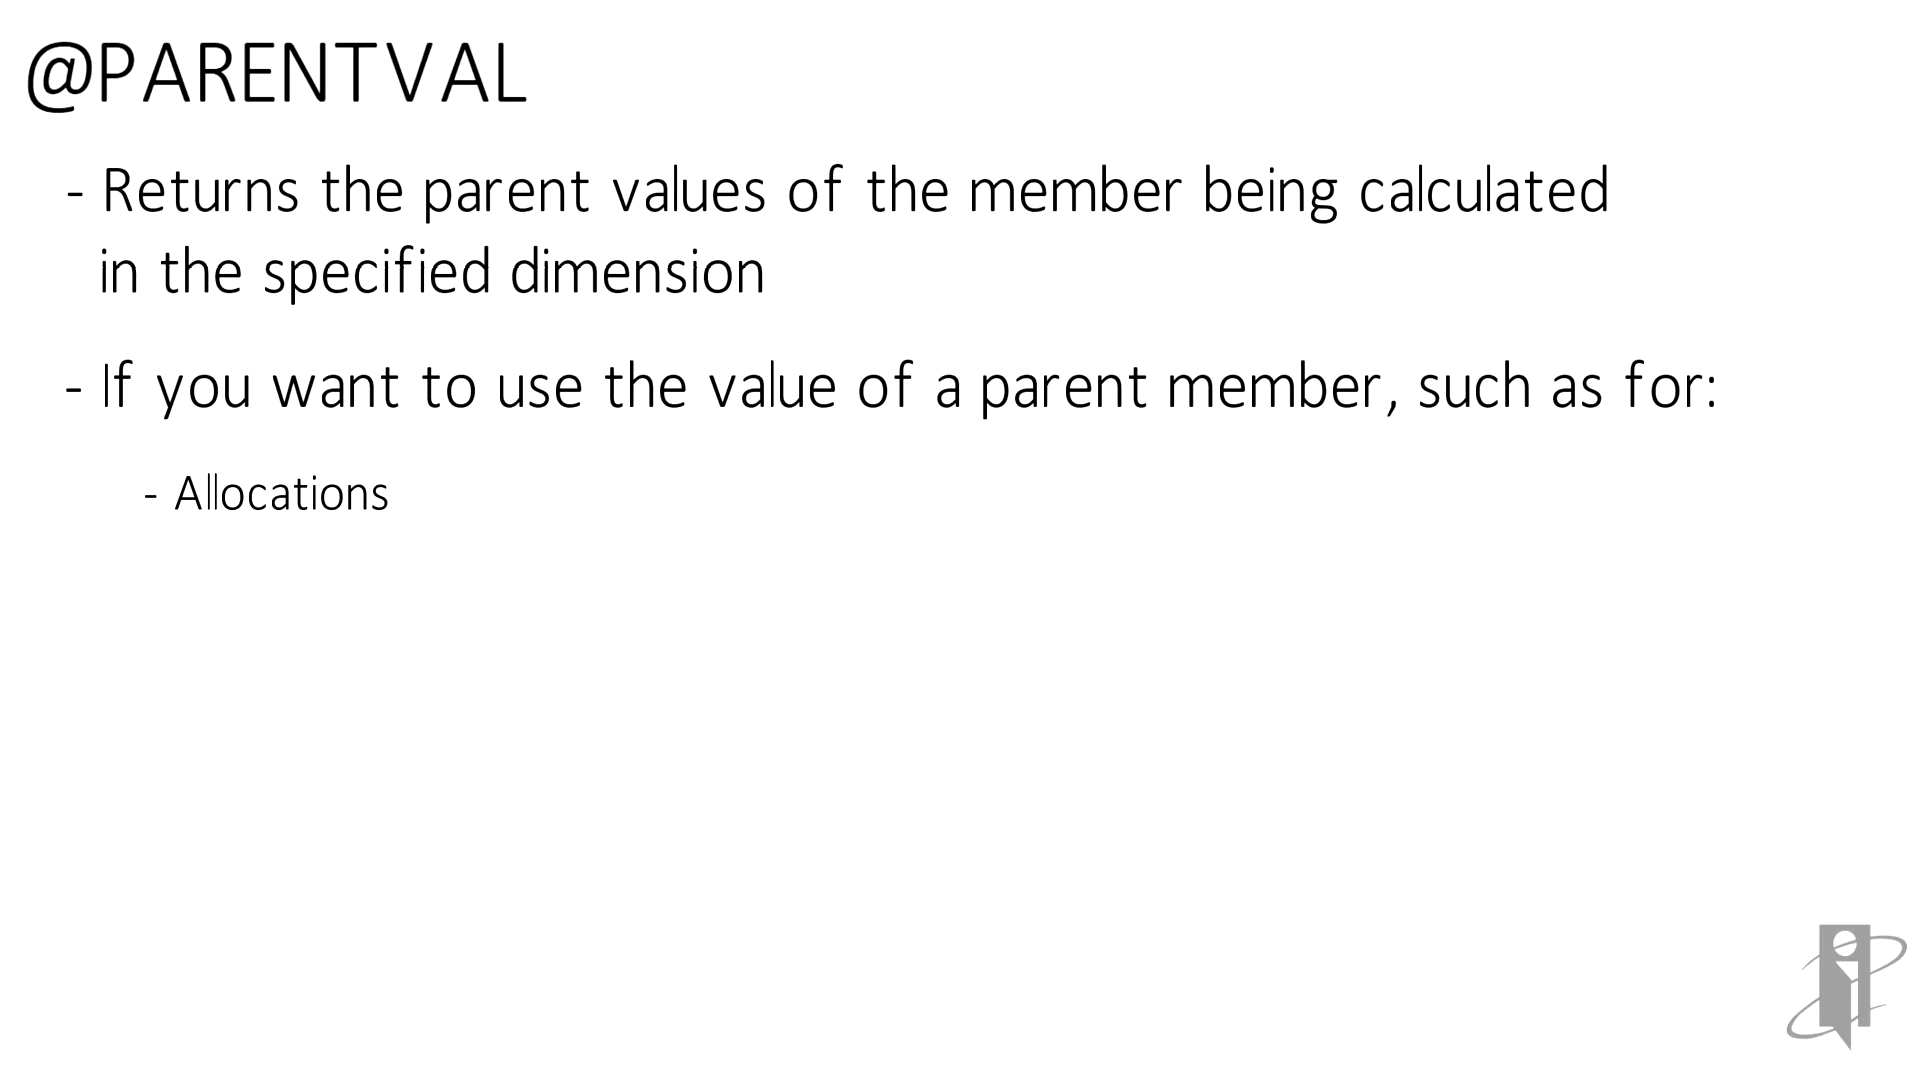 @PARENTVAL
- Returns the parent values of the member being calculated
in the specified dimension
- If you want to use the value of a parent member, such as for:
- Allocations